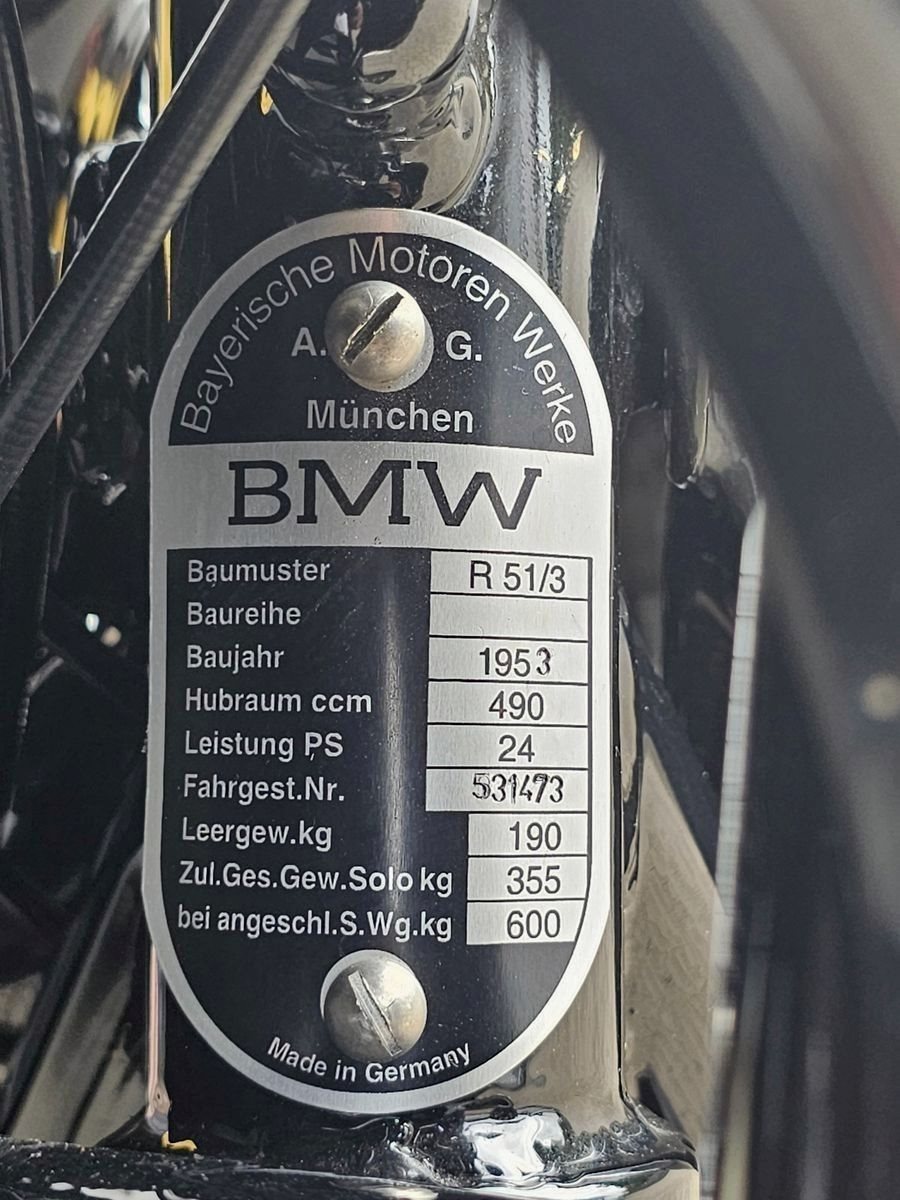 Bayerische Motoren Werke
A. G.
München
BMW
Baumuster R 51/3
Baureihe
Baujahr 1953
Hubraum ccm 490
Leistung PS 24
Fahrgest.Nr. 531473
Leergew.kg 190
Zul.Ges.Gew.Solo kg 355
bei angeschl.S.Wg.kg 600
Made in Germany